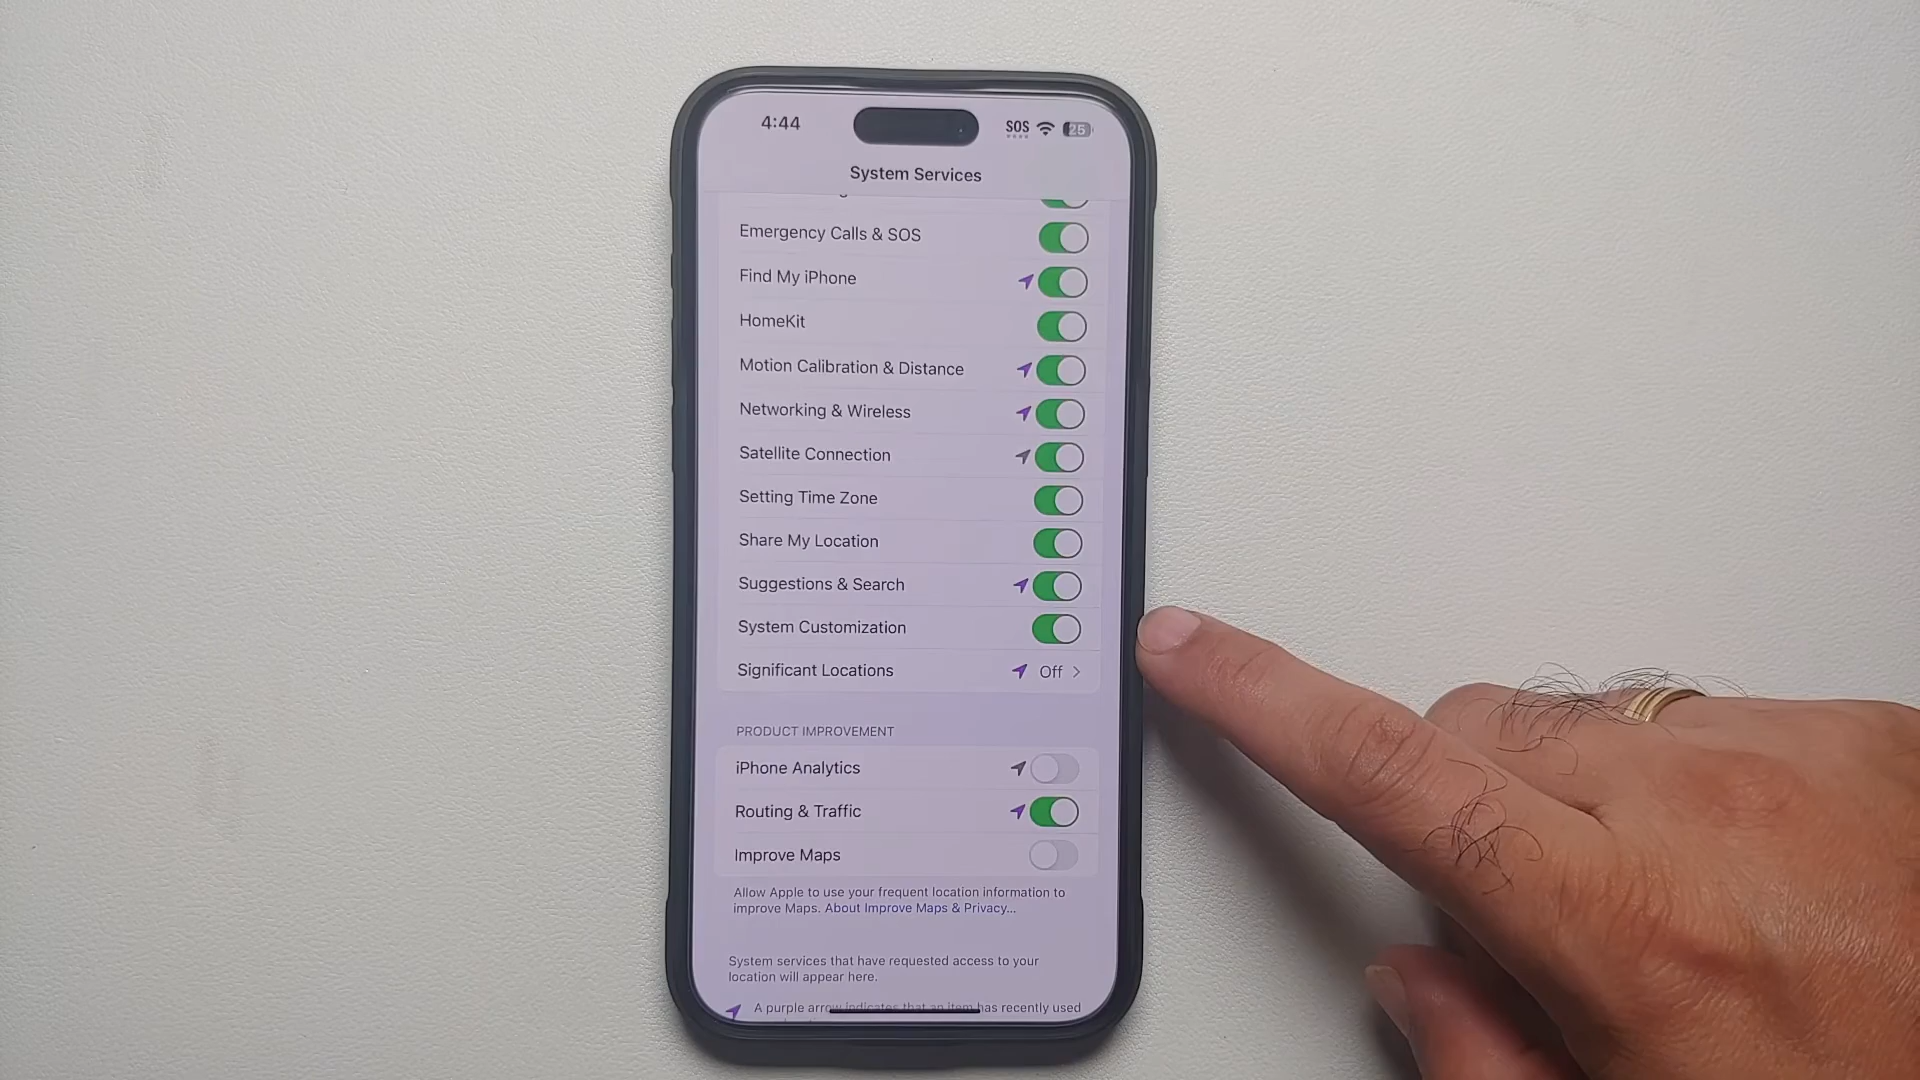 4:44 SOS 25
System Services
Emergency Calls & SOS
Find My iPhone
HomeKit
Motion Calibration & Distance
Networking & Wireless
Satellite Connection
Setting Time Zone
Share My Location
Suggestions & Search
System Customization
Significant Locations Off
PRODUCT IMPROVEMENT
iPhone Analytics
Routing & Traffic
Improve Maps
Allow Apple to use your frequent location information to
improve Maps. About Improve Maps & Privacy...
System services that have requested access to your
location will appear here.
A purple arrow indicates that an item has recently used